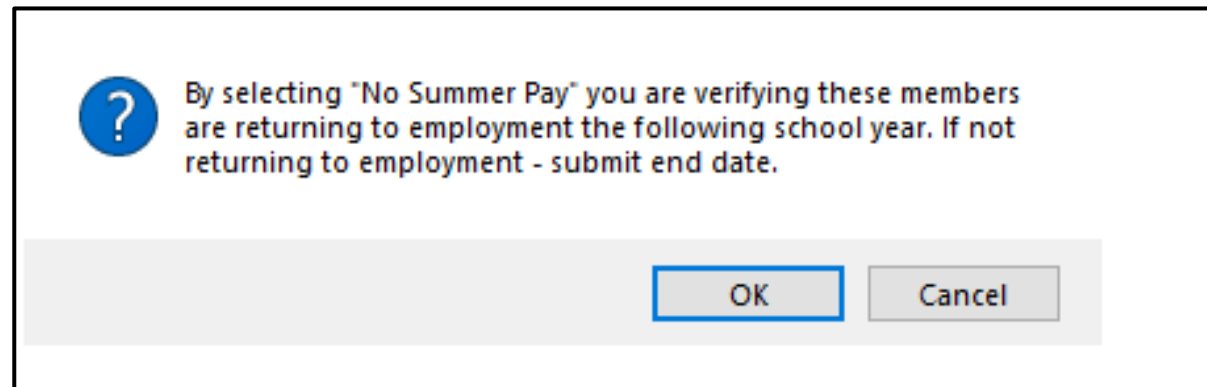 ?
By selecting "No Summer Pay" you are verifying these members
are returning to employment the following school year. If not
returning to employment - submit end date.
OK
Cancel